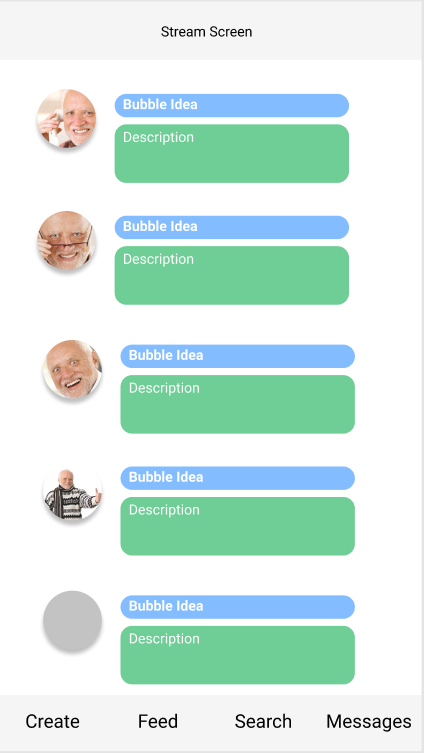 Stream Screen
Bubble Idea
Description
Bubble Idea
Description
Bubble Idea
Description
Bubble Idea
Description
Bubble Idea
Description
Create Feed Search Messages